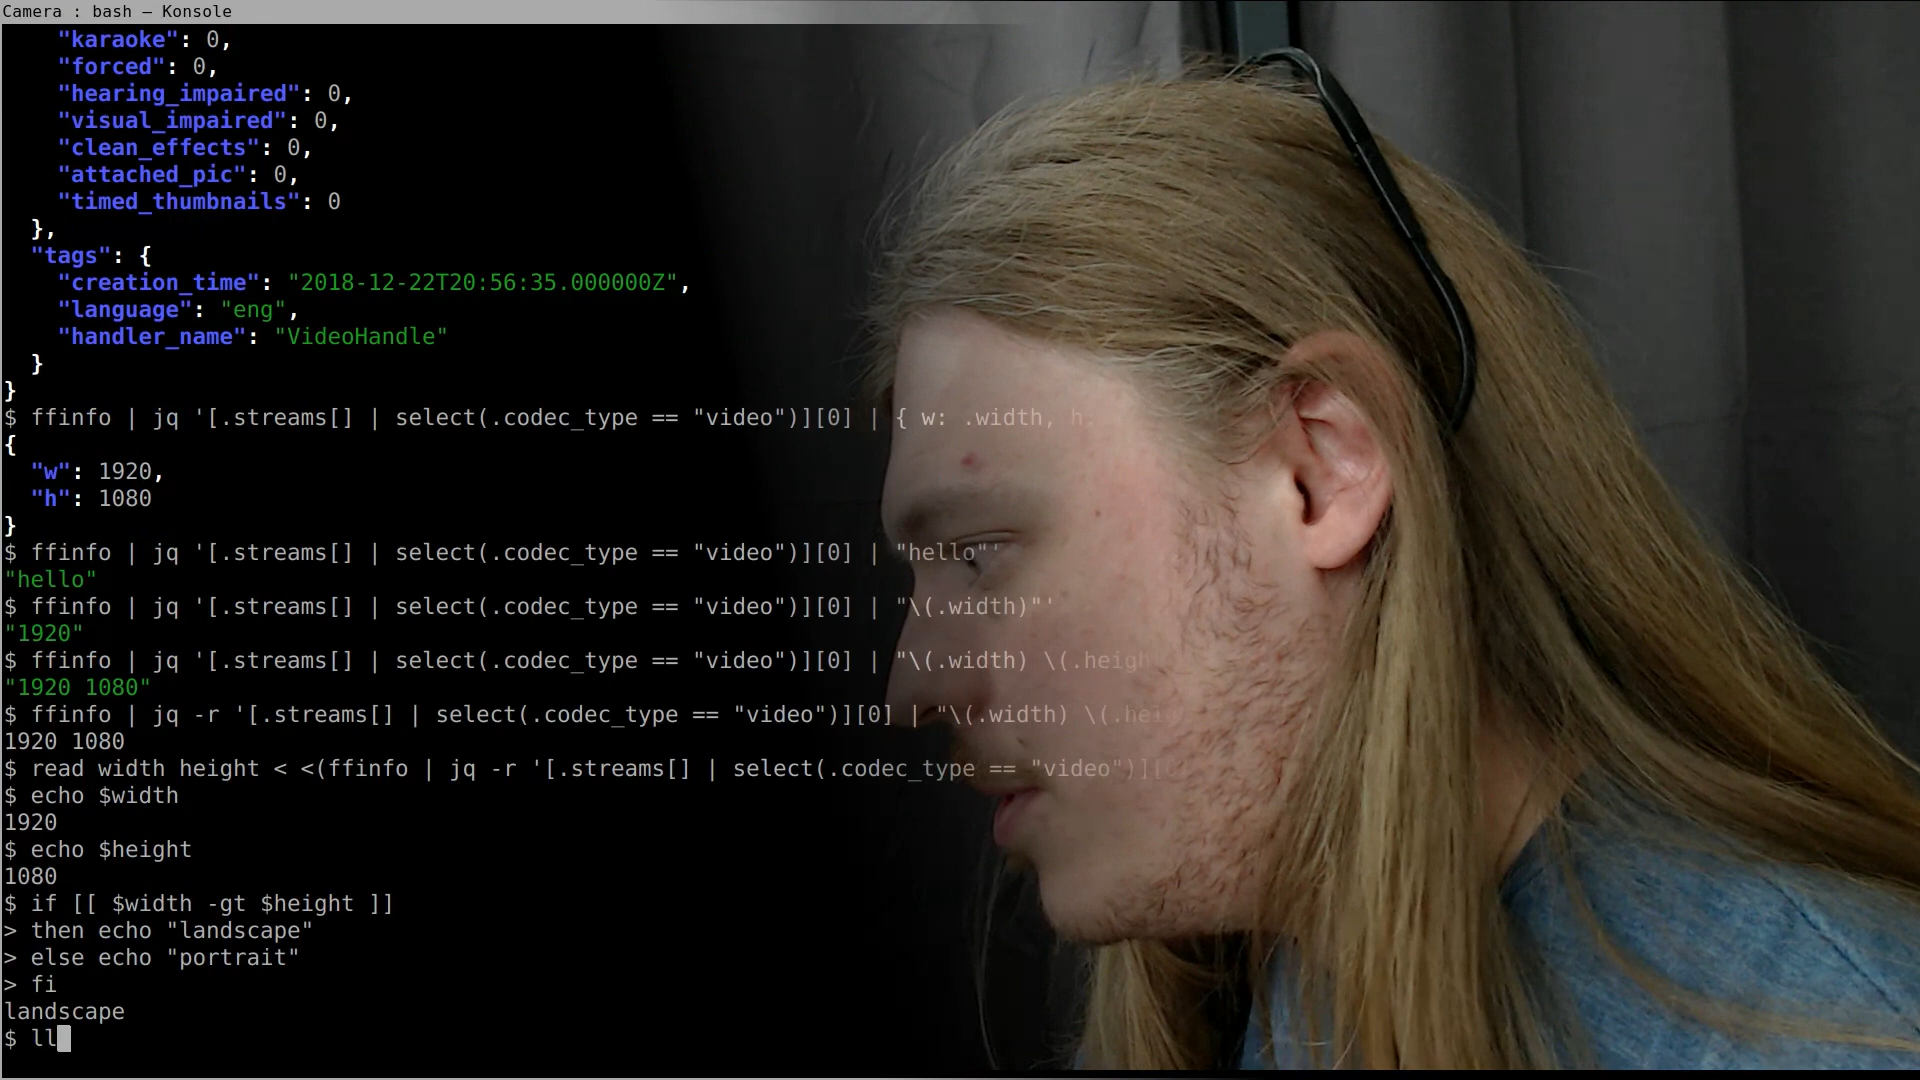 Camera : bash — Konsole
"karaoke": 0,
"forced": 0,
"hearing_impaired": 0,
"visual_impaired": 0,
"clean_effects": 0,
"attached_pic": 0,
"timed_thumbnails": 0
},
"tags": {
"creation_time": "2018-12-22T20:56:35.000000Z",
"language": "eng",
"handler_name": "VideoHandle"
}
}
$ ffinfo | jq '[.streams[] | select(.codec_type == "video")][0] | { w: .width, h:
{
"w": 1920,
"h": 1080
}
$ ffinfo | jq '[.streams[] | select(.codec_type == "video")][0] | "hello"'
"hello"
$ ffinfo | jq '[.streams[] | select(.codec_type == "video")][0] | "\(.width)"'
"1920"
$ ffinfo | jq '[.streams[] | select(.codec_type == "video")][0] | "\(.width) \(.heigh
"1920 1080"
$ ffinfo | jq -r '[.streams[] | select(.codec_type == "video")][0] | "\(.width) \(.heig
1920 1080
$ read width height < <(ffinfo | jq -r '[.streams[] | select(.codec_type == "video")][0
$ echo $width
1920
$ echo $height
1080
$ if [[ $width -gt $height ]]
> then echo "landscape"
> else echo "portrait"
> fi
landscape
$ ll